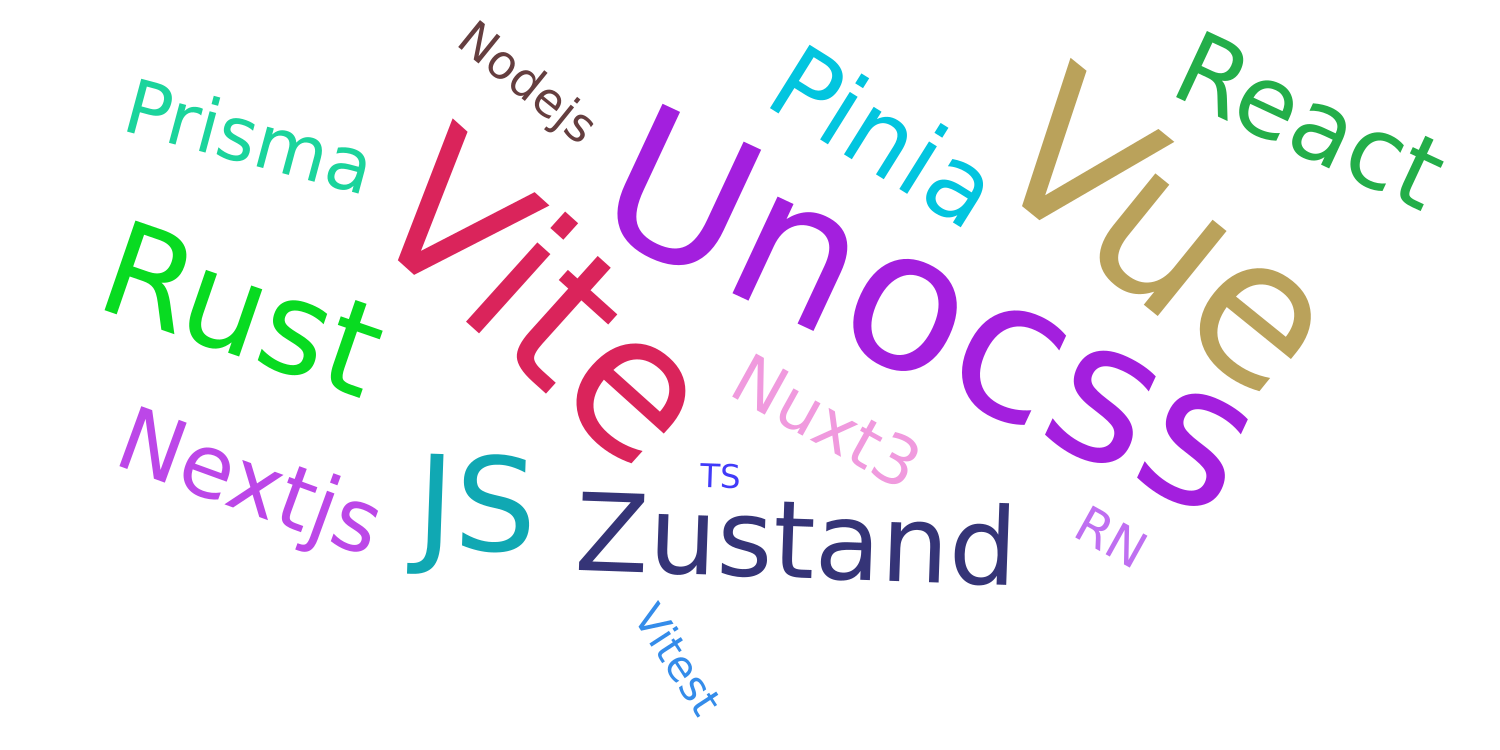 Nodejs
Pinia
React
Prisma
Vue
Unocss
Vite
Rust
Nuxt3
Nextjs
JS
TS
Zustand
RN
Vitest